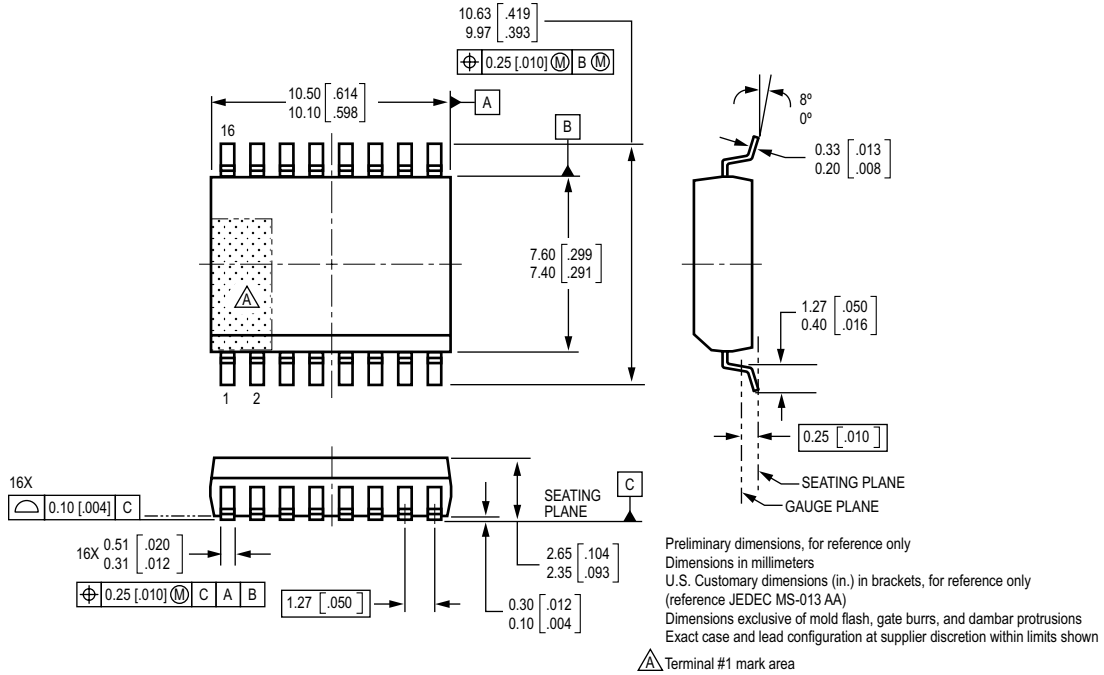 10.63 [.419]
9.97 [.393]
⌖ 0.25 [.010] Ⓜ B Ⓜ
10.50 [.614]
10.10 [.598]
A
16
B
8º
0º
0.33 [.013]
0.20 [.008]
7.60 [.299]
7.40 [.291]
A
1.27 [.050]
0.40 [.016]
1 2
0.25 [.010]
SEATING PLANE
GAUGE PLANE
16X
⌓ 0.10 [.004] C
SEATING
PLANE
C
16X 0.51 [.020]
0.31 [.012]
⌖ 0.25 [.010] Ⓜ C A B
1.27 [.050]
2.65 [.104]
2.35 [.093]
0.30 [.012]
0.10 [.004]
Preliminary dimensions, for reference only
Dimensions in millimeters
U.S. Customary dimensions (in.) in brackets, for reference only
(reference JEDEC MS-013 AA)
Dimensions exclusive of mold flash, gate burrs, and dambar protrusions
Exact case and lead configuration at supplier discretion within limits shown
A Terminal #1 mark area